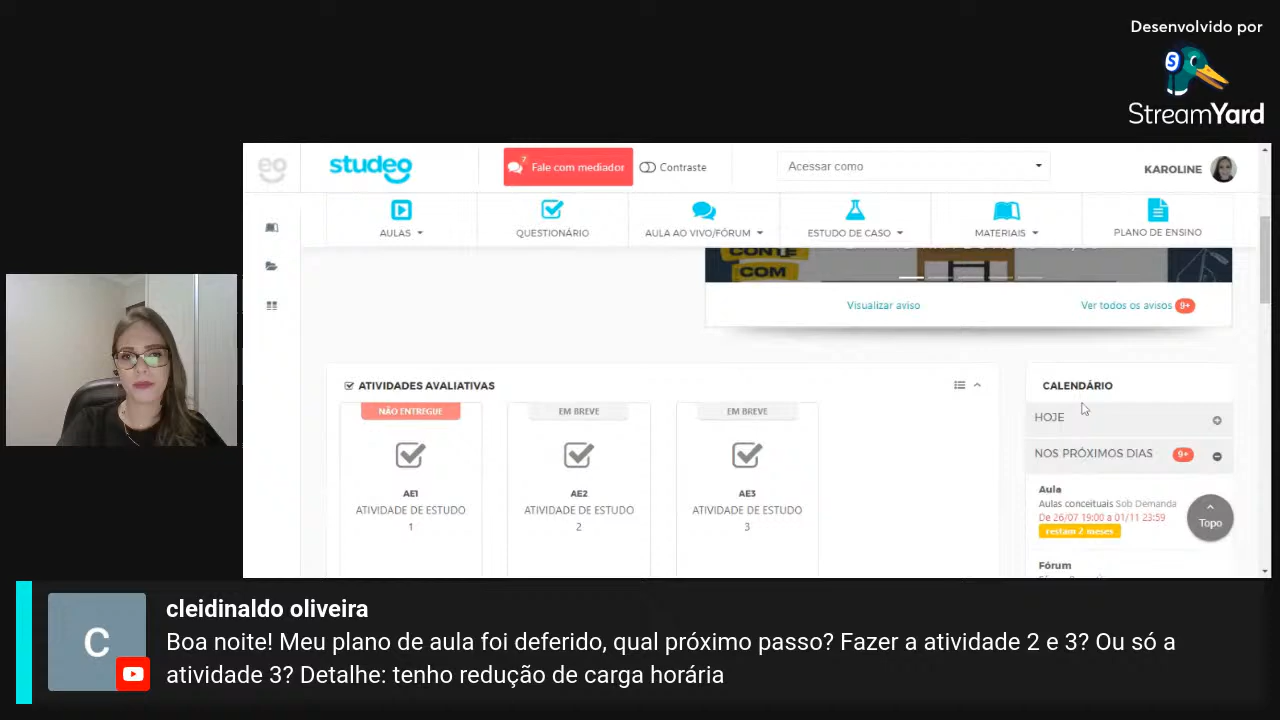 Desenvolvido por
StreamYard
eo
studeo
7
Fale com mediador
Contraste
Acessar como
KAROLINE
AULAS
QUESTIONÁRIO
AULA AO VIVO/FÓRUM
ESTUDO DE CASO
MATERIAIS
PLANO DE ENSINO
CONTE
COM
Visualizar aviso
Ver todos os avisos 9+
ATIVIDADES AVALIATIVAS
NÃO ENTREGUE
AE1
ATIVIDADE DE ESTUDO
1
EM BREVE
AE2
ATIVIDADE DE ESTUDO
2
EM BREVE
AE3
ATIVIDADE DE ESTUDO
3
CALENDÁRIO
HOJE
NOS PRÓXIMOS DIAS 9+
Aula
Aulas conceituais Sob Demanda
De 26/07 19:00 a 01/11 23:59
restam 2 meses
Topo
Fórum
C
cleidinaldo oliveira
Boa noite! Meu plano de aula foi deferido, qual próximo passo? Fazer a atividade 2 e 3? Ou só a
atividade 3? Detalhe: tenho redução de carga horária